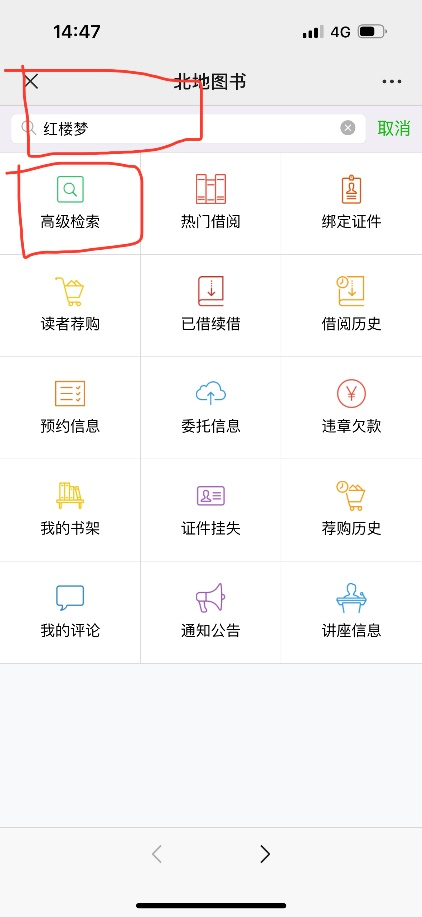 14:47
4G
北地图书
红楼梦
取消
高级检索
热门借阅
绑定证件
读者荐购
已借续借
借阅历史
预约信息
委托信息
违章欠款
我的书架
证件挂失
荐购历史
我的评论
通知公告
讲座信息